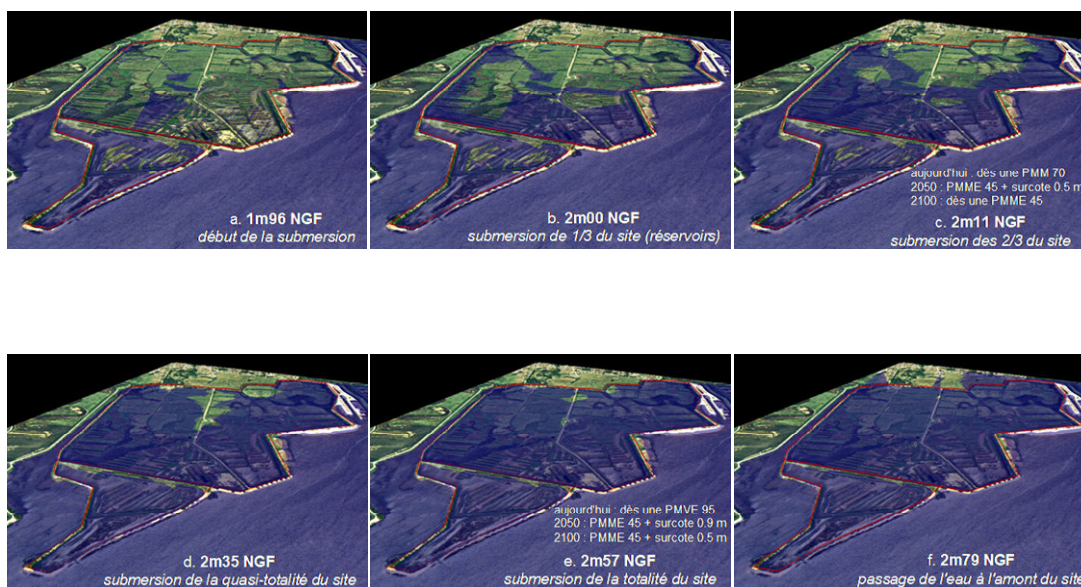 a. 1m96 NGF
début de la submersion
b. 2m00 NGF
submersion de 1/3 du site (réservoirs)
aujourd'hui : dès une PMM 70
2050 : PMME 45 + surcote 0.5 m
2100 : dès une PMME 45
c. 2m11 NGF
submersion des 2/3 du site
d. 2m35 NGF
submersion de la quasi-totalité du site
aujourd'hui : dès une PMVE 95
2050 : PMME 45 + surcote 0.9 m
2100 : PMME 45 + surcote 0.5 m
e. 2m57 NGF
submersion de la totalité du site
f. 2m79 NGF
passage de l'eau à l'amont du site